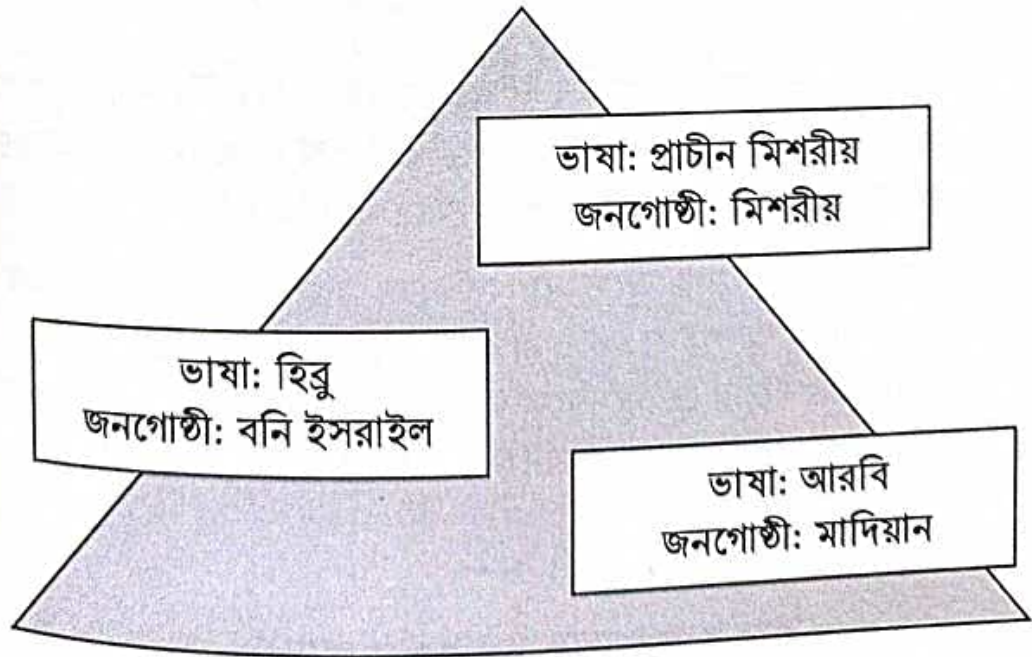 ভাষা: প্রাচীন মিশরীয়
জনগোষ্ঠী: মিশরীয়
ভাষা: হিব্রু
জনগোষ্ঠী: বনি ইসরাইল
ভাষা: আরবি
জনগোষ্ঠী: মাদিয়ান